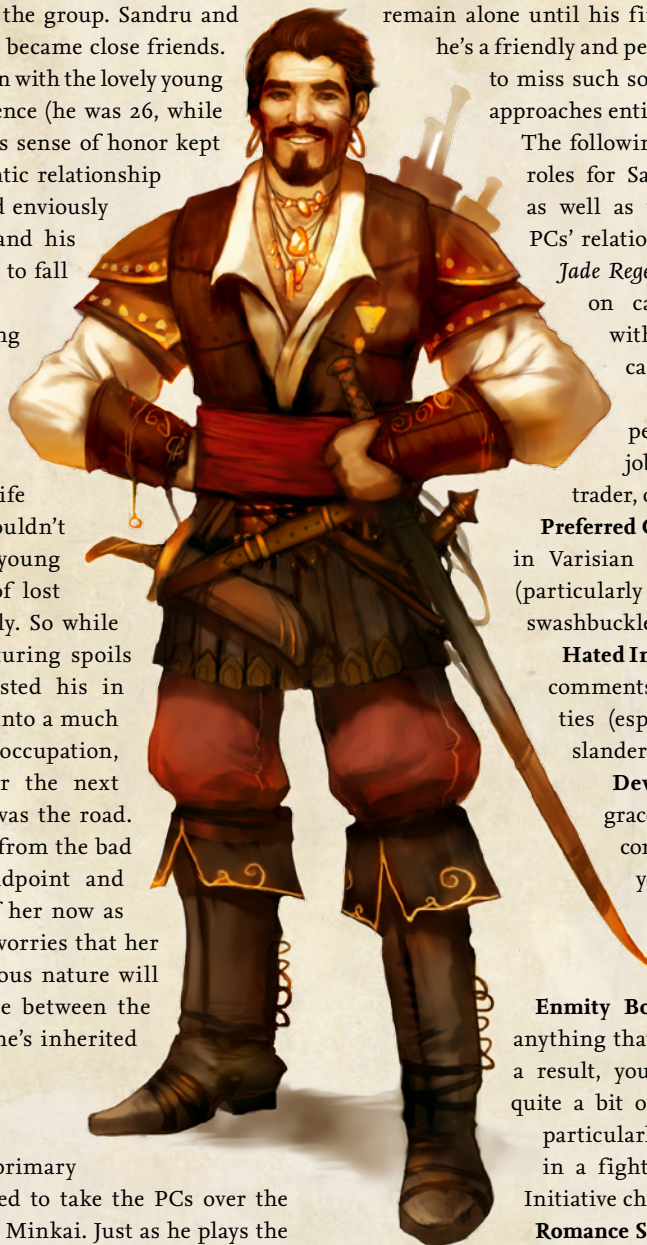 the group. Sandru and
became close friends.
n with the lovely young
ence (he was 26, while
s sense of honor kept
tic relationship
d enviously
and his
to fall
ng
ife
ouldn’t
young
of lost
ly. So while
turing spoils
sted his in
into a much
occupation,
r the next
was the road.
from the bad
dpoint and
f her now as
worries that her
ous nature will
e between the
he’s inherited
primary
ed to take the PCs over the
Minkai. Just as he plays the
remain alone until his fi
he’s a friendly and pe
to miss such so
approaches enti
The following
roles for Sa
as well as
PCs’ relatio
Jade Rege
on ca
with
ca
pe
job
trader, o
Preferred G
in Varisian
(particularly
swashbuckle
Hated In
comments
ties (esp
slander
Dev
grace
con
yo
Enmity Bo
anything that
a result, you
quite a bit o
particularl
in a fight
Initiative ch
Romance S